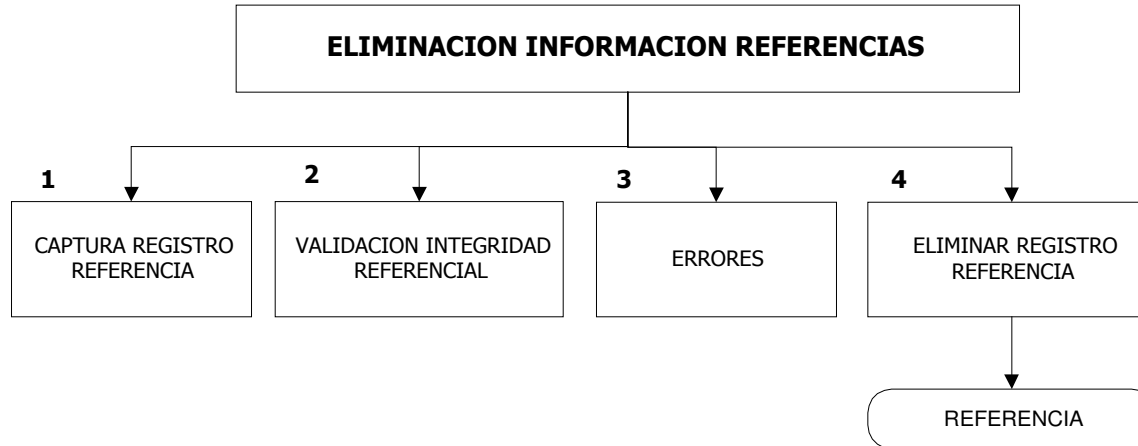 ELIMINACION INFORMACION REFERENCIAS
1
2
3
4
CAPTURA REGISTRO
REFERENCIA
VALIDACION INTEGRIDAD
REFERENCIAL
ERRORES
ELIMINAR REGISTRO
REFERENCIA
REFERENCIA